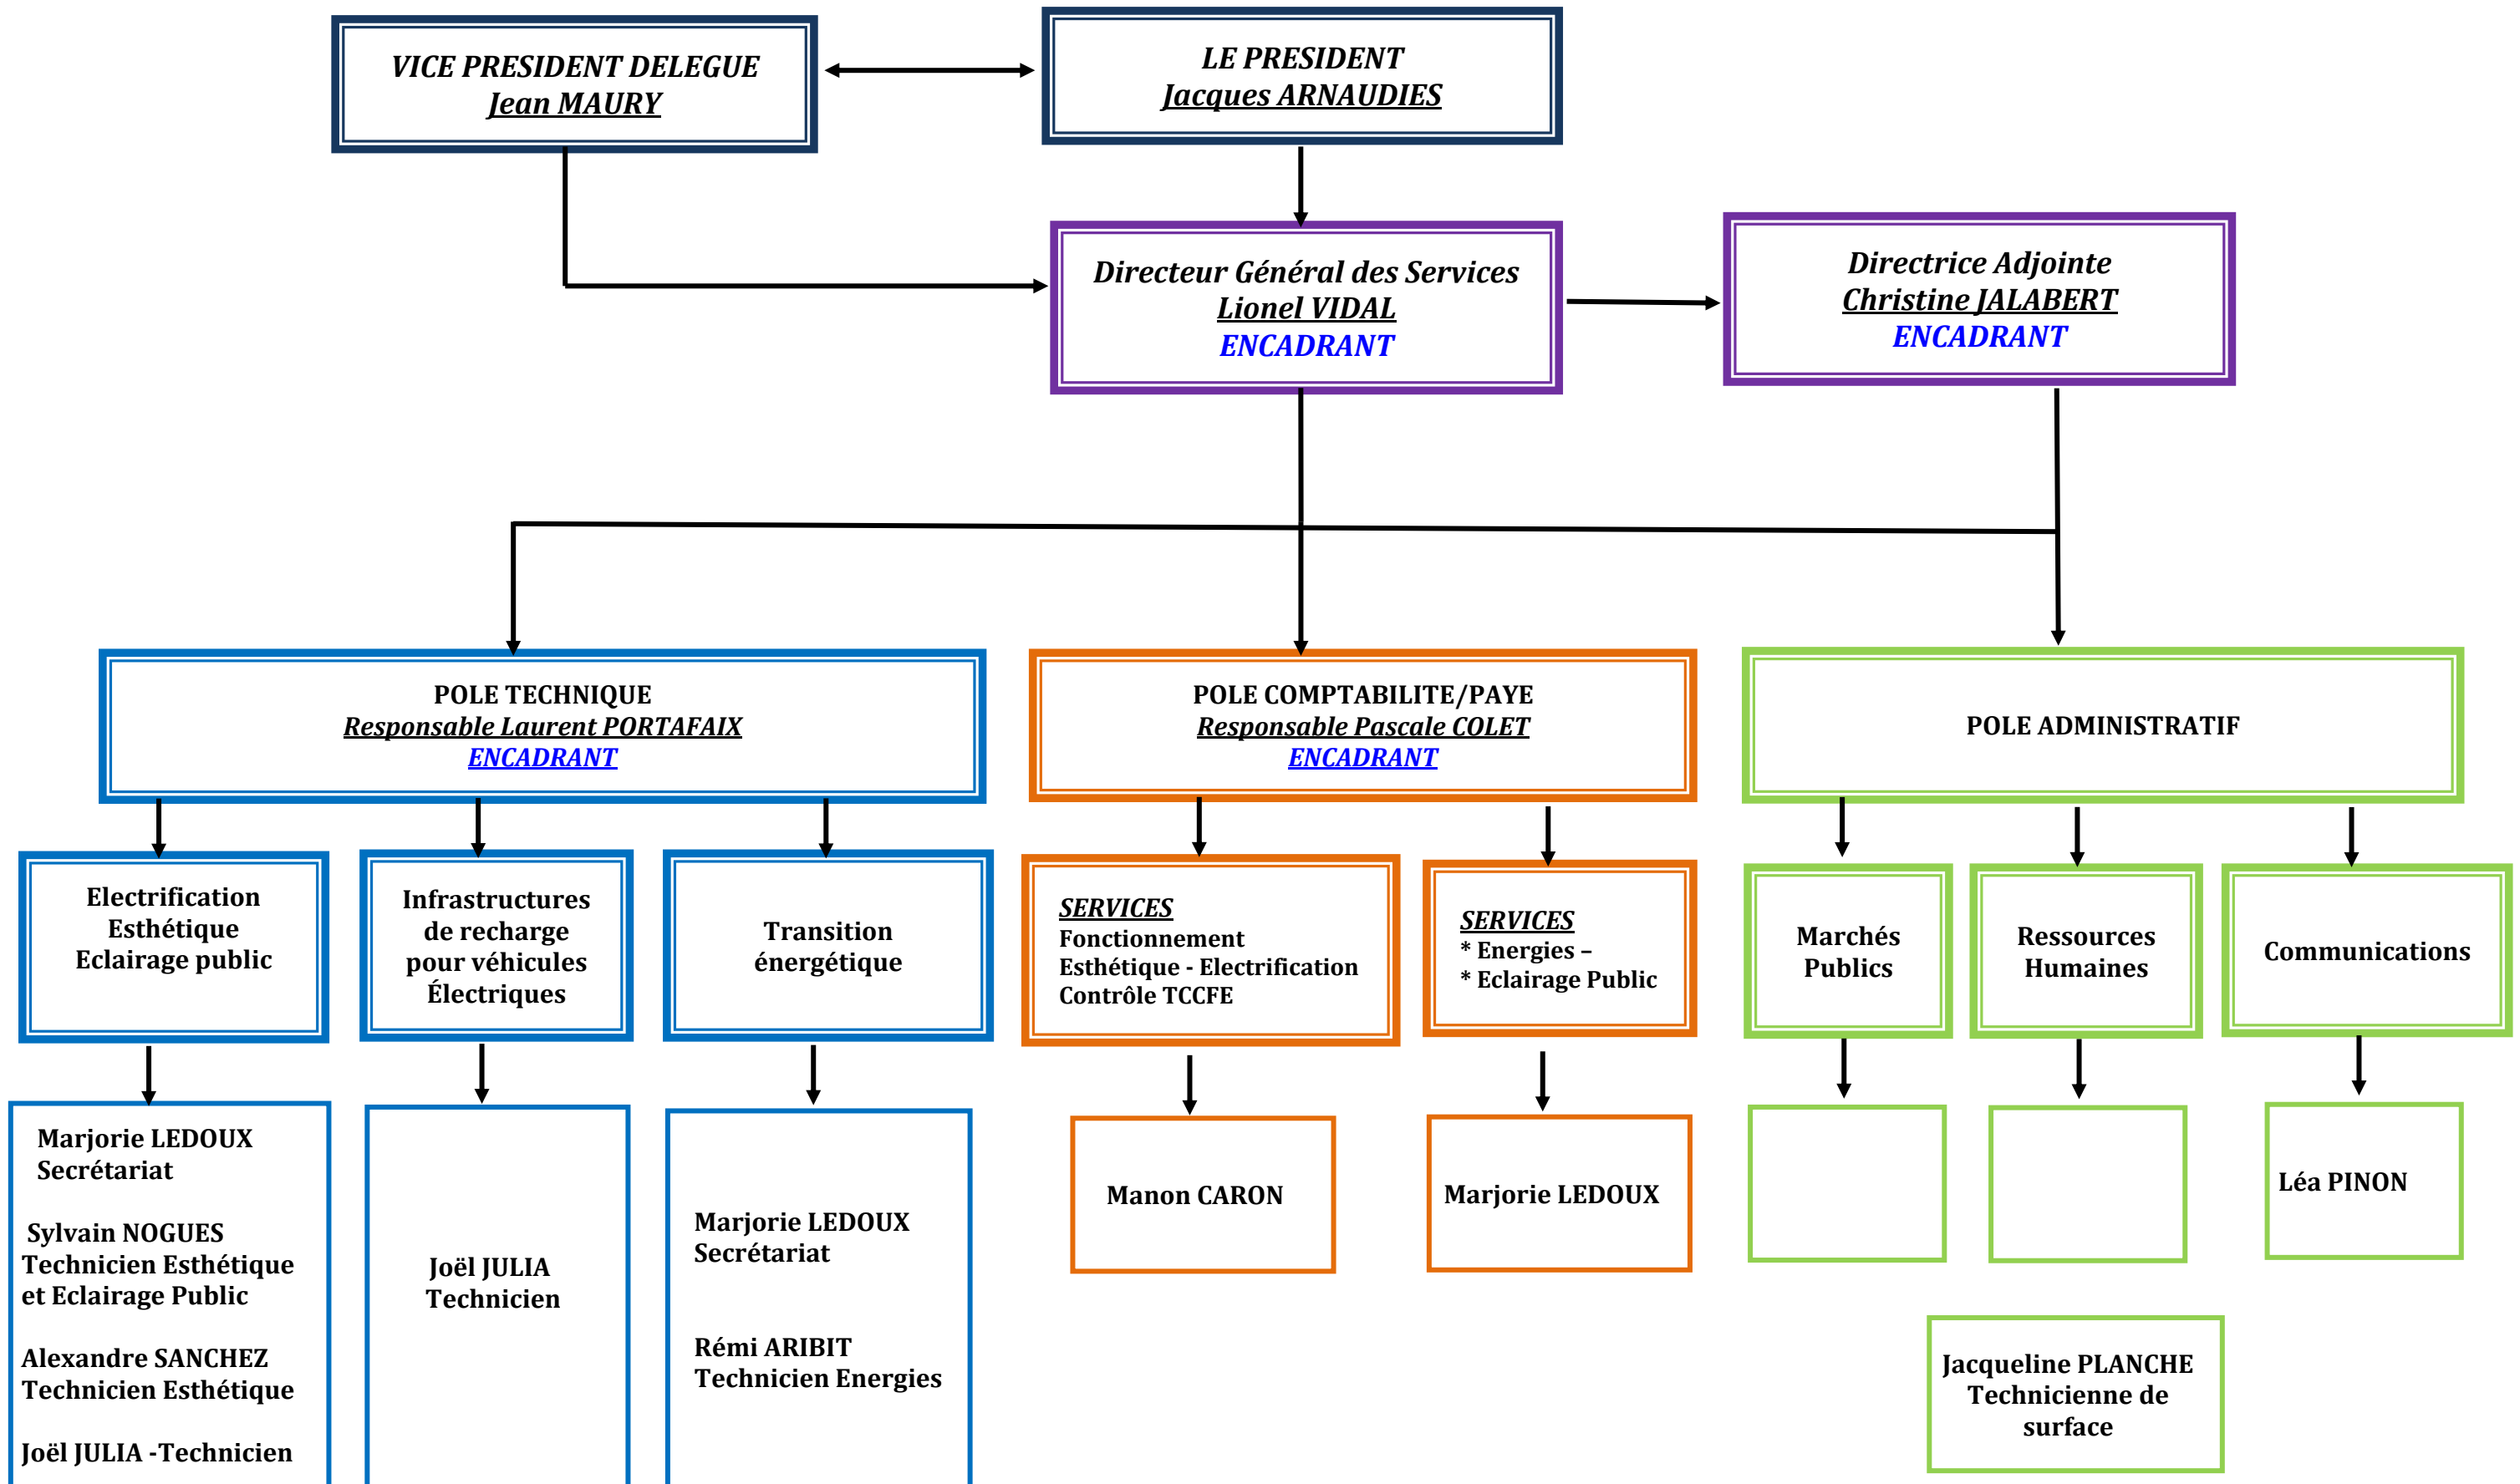 VICE PRESIDENT DELEGUE
Jean MAURY
LE PRESIDENT
Jacques ARNAUDIES
Directeur Général des Services
Lionel VIDAL
ENCADRANT
Directrice Adjointe
Christine JALABERT
ENCADRANT
POLE TECHNIQUE
Responsable Laurent PORTAFAIX
ENCADRANT
POLE COMPTABILITE/PAYE
Responsable Pascale COLET
ENCADRANT
POLE ADMINISTRATIF
Electrification
Esthétique
Eclairage public
Infrastructures
de recharge
pour véhicules
Électriques
Transition
énergétique
SERVICES
Fonctionnement
Esthétique - Electrification
Contrôle TCCFE
SERVICES
* Energies –
* Eclairage Public
Marchés
Publics
Ressources
Humaines
Communications
Marjorie LEDOUX
Secrétariat
Sylvain NOGUES
Technicien Esthétique
et Eclairage Public
Alexandre SANCHEZ
Technicien Esthétique
Joël JULIA -Technicien
Joël JULIA
Technicien
Marjorie LEDOUX
Secrétariat
Rémi ARIBIT
Technicien Energies
Manon CARON
Marjorie LEDOUX
Léa PINON
Jacqueline PLANCHE
Technicienne de
surface